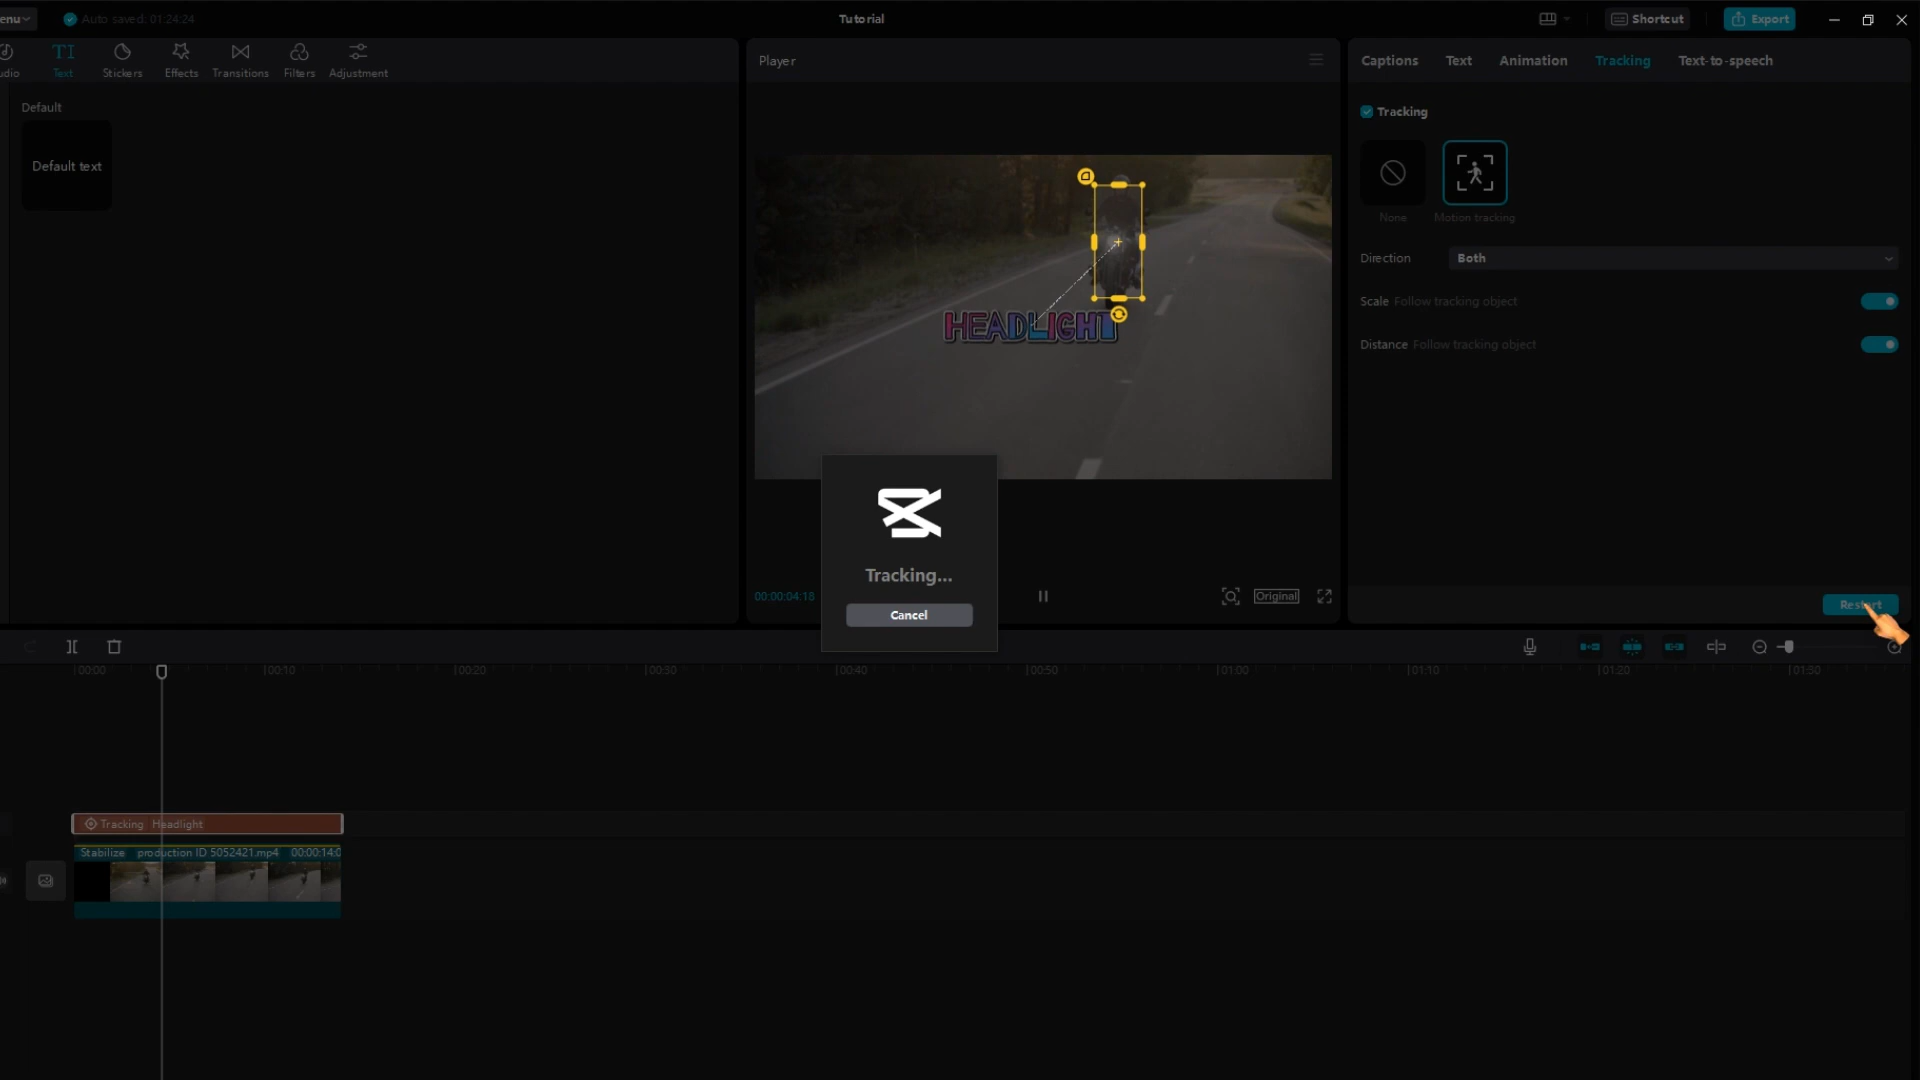 enu
Auto saved: 01:24:24
Tutorial
Shortcut
Export
udio
TI
Text
Stickers
Effects
Transitions
Filters
Adjustment
Default
Default text
Player
HEADLIGHT
00:00:04:18
Original
Captions
Text
Animation
Tracking
Text-to-speech
Tracking
None
Motion tracking
Direction
Both
Scale Follow tracking object
Distance Follow tracking object
Restart
Tracking...
Cancel
00:00
00:10
00:20
00:30
00:40
00:50
01:00
01:10
01:20
Tracking Headlight
Stabilize production ID 5052421.mp4 00:00:14:0